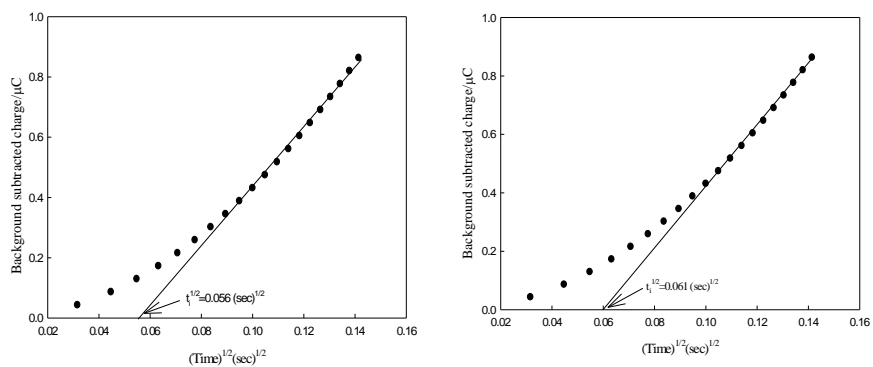 Background subtracted charge/μC
1.0
0.8
0.6
0.4
0.2
0.0
t_i^1/2=0.056 (sec)^1/2
0.02 0.04 0.06 0.08 0.10 0.12 0.14 0.16
(Time)^1/2(sec)^1/2
Background subtracted charge/μC
1.0
0.8
0.6
0.4
0.2
0.0
t_i^1/2=0.061 (sec)^1/2
0.02 0.04 0.06 0.08 0.10 0.12 0.14 0.16
(Time)^1/2(sec)^1/2